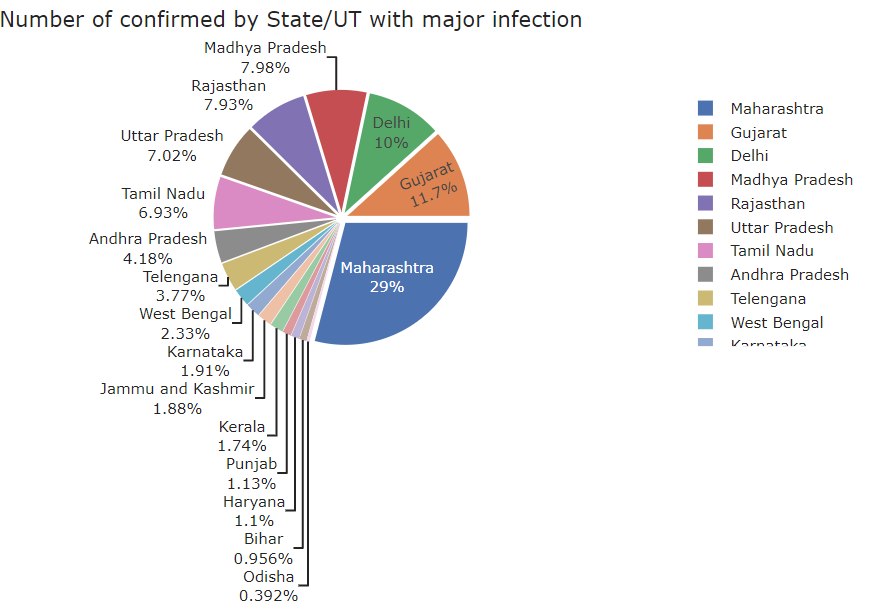 Number of confirmed by State/UT with major infection
Madhya Pradesh
7.98%
Rajasthan
7.93%
Uttar Pradesh
7.02%
Tamil Nadu
6.93%
Andhra Pradesh
4.18%
Telengana
3.77%
West Bengal
2.33%
Karnataka
1.91%
Jammu and Kashmir
1.88%
Kerala
1.74%
Punjab
1.13%
Haryana
1.1%
Bihar
0.956%
Odisha
0.392%
Delhi
10%
Gujarat
11.7%
Maharashtra
29%
Maharashtra
Gujarat
Delhi
Madhya Pradesh
Rajasthan
Uttar Pradesh
Tamil Nadu
Andhra Pradesh
Telengana
West Bengal
Karnataka